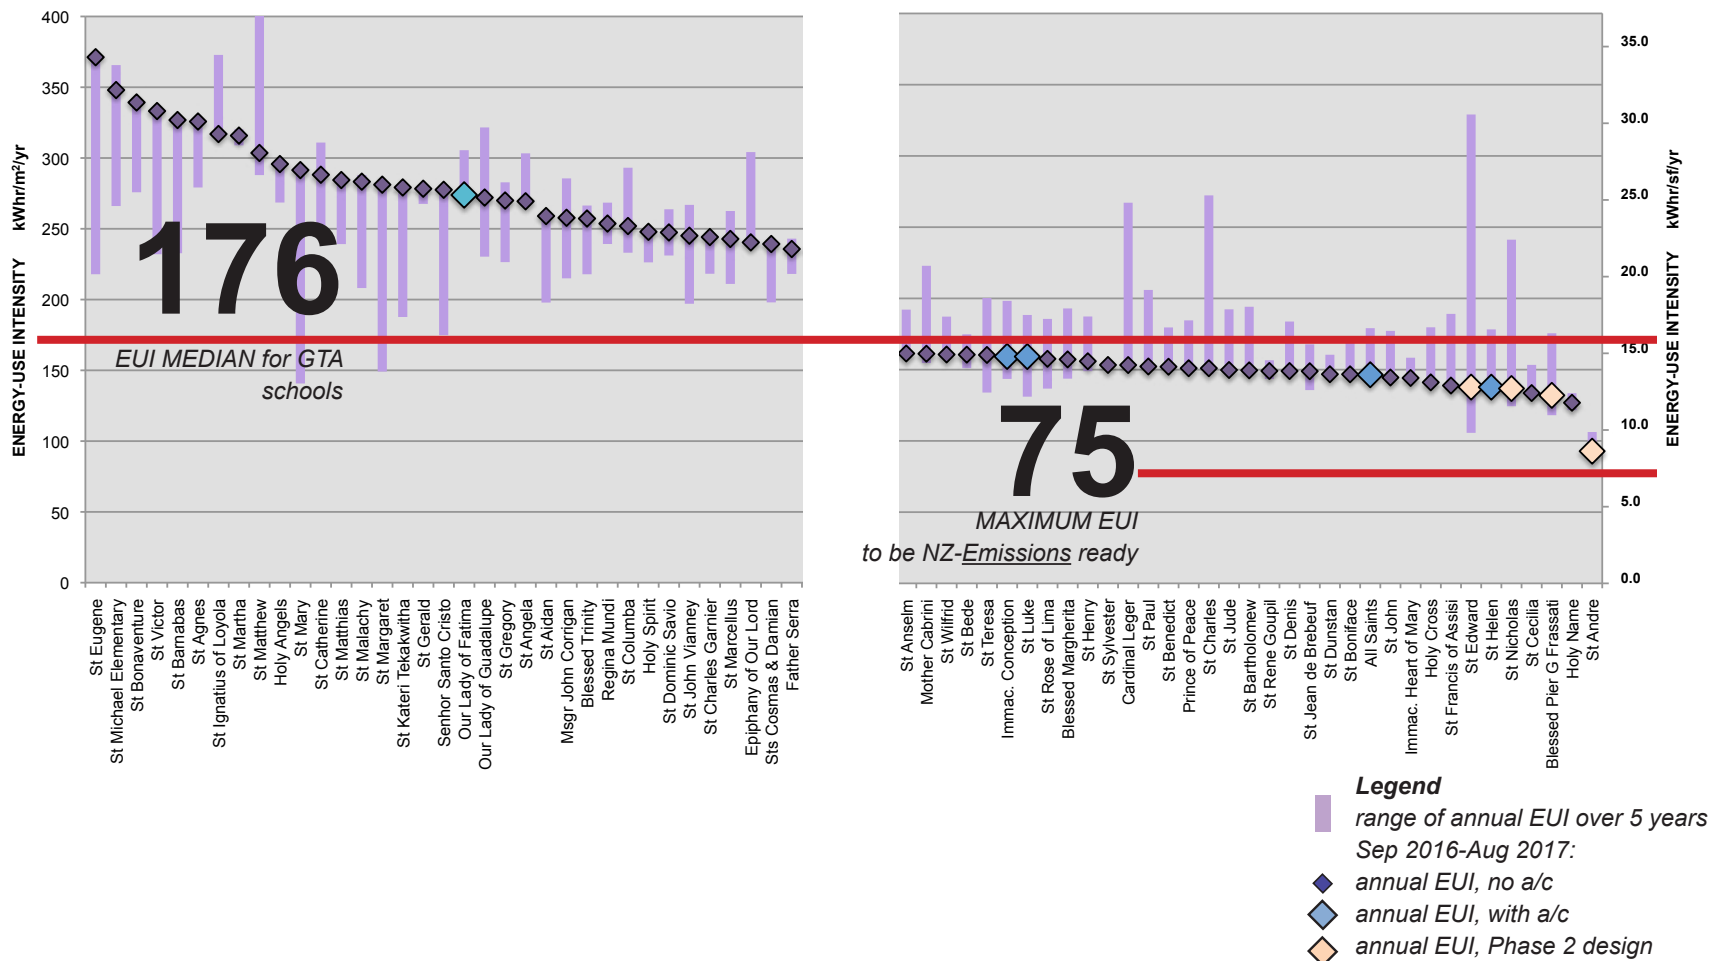 400
350
300
250
200
150
100
50
0
ENERGY-USE INTENSITY kWhr/m²/yr
176
EUI MEDIAN for GTA
schools
St Eugene
St Michael Elementary
St Bonaventure
St Victor
St Barnabas
St Agnes
St Ignatius of Loyola
St Martha
St Matthew
Holy Angels
St Mary
St Catherine
St Matthias
St Malachy
St Margaret
St Kateri Tekakwitha
St Gerald
Senhor Santo Cristo
Our Lady of Fatima
Our Lady of Guadalupe
St Gregory
St Angela
St Aidan
Msgr John Corrigan
Blessed Trinity
Regina Mundi
St Columba
Holy Spirit
St Dominic Savio
St John Vianney
St Charles Garnier
St Marcellus
Epiphany of Our Lord
Sts Cosmas & Damian
Father Serra
75
MAXIMUM EUI
to be NZ-Emissions ready
St Anselm
Mother Cabrini
St Wilfrid
St Bede
St Teresa
Immac. Conception
St Luke
St Rose of Lima
Blessed Margherita
St Henry
St Sylvester
Cardinal Leger
St Paul
St Benedict
Prince of Peace
St Charles
St Jude
St Bartholomew
St Rene Goupil
St Denis
St Jean de Brebeuf
St Dunstan
St Boniface
All Saints
St John
Immac. Heart of Mary
Holy Cross
St Francis of Assisi
St Edward
St Helen
St Nicholas
St Cecilia
Blessed Pier G Frassati
Holy Name
St Andre
35.0
30.0
25.0
20.0
15.0
10.0
5.0
0.0
ENERGY-USE INTENSITY kWhr/sf/yr
Legend
range of annual EUI over 5 years
Sep 2016-Aug 2017:
annual EUI, no a/c
annual EUI, with a/c
annual EUI, Phase 2 design